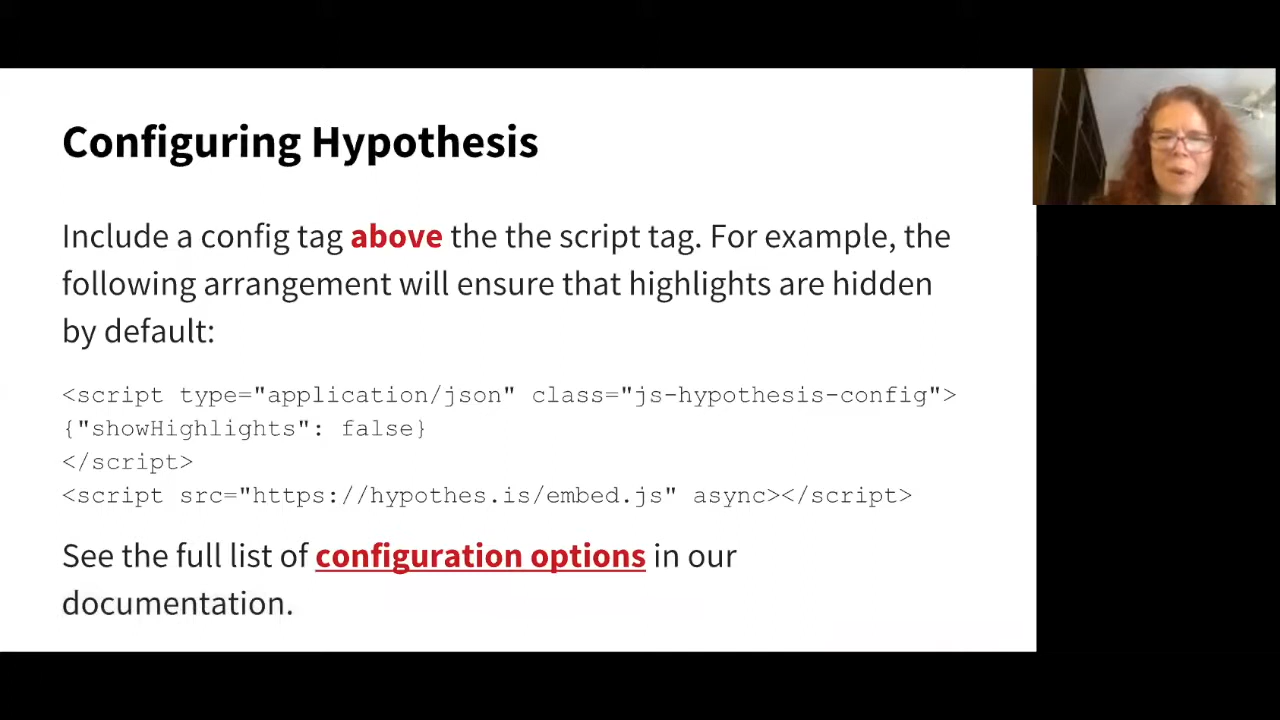 Configuring Hypothesis
Include a config tag above the the script tag. For example, the
following arrangement will ensure that highlights are hidden
by default:
<script type="application/json" class="js-hypothesis-config">
{"showHighlights": false}
</script>
<script src="https://hypothes.is/embed.js" async></script>
See the full list of configuration options in our
documentation.